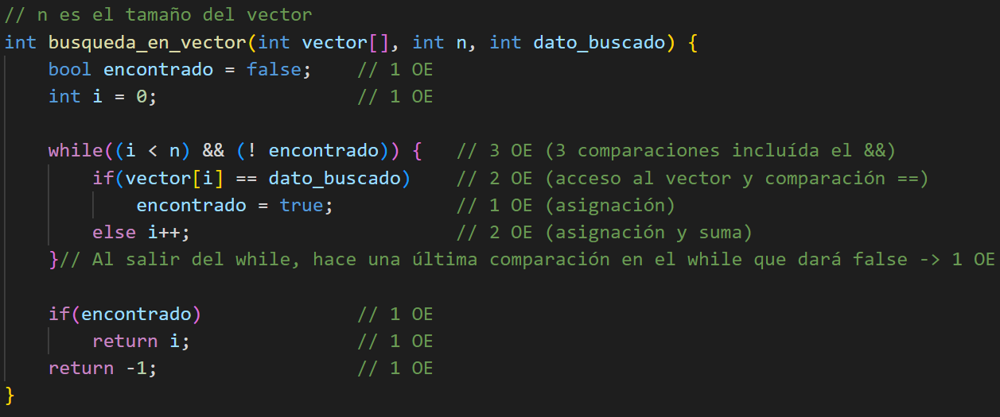 // n es el tamaño del vector
int busqueda_en_vector(int vector[], int n, int dato_buscado) {
    bool encontrado = false;    // 1 OE
    int i = 0;                  // 1 OE
    while((i < n) && (! encontrado)) {   // 3 OE (3 comparaciones incluída el &&)
        if(vector[i] == dato_buscado)    // 2 OE (acceso al vector y comparación ==)
            encontrado = true;           // 1 OE (asignación)
        else i++;                        // 2 OE (asignación y suma)
    }// Al salir del while, hace una última comparación en el while que dará false -> 1 OE
    if(encontrado)              // 1 OE
        return i;               // 1 OE
    return -1;                  // 1 OE
}